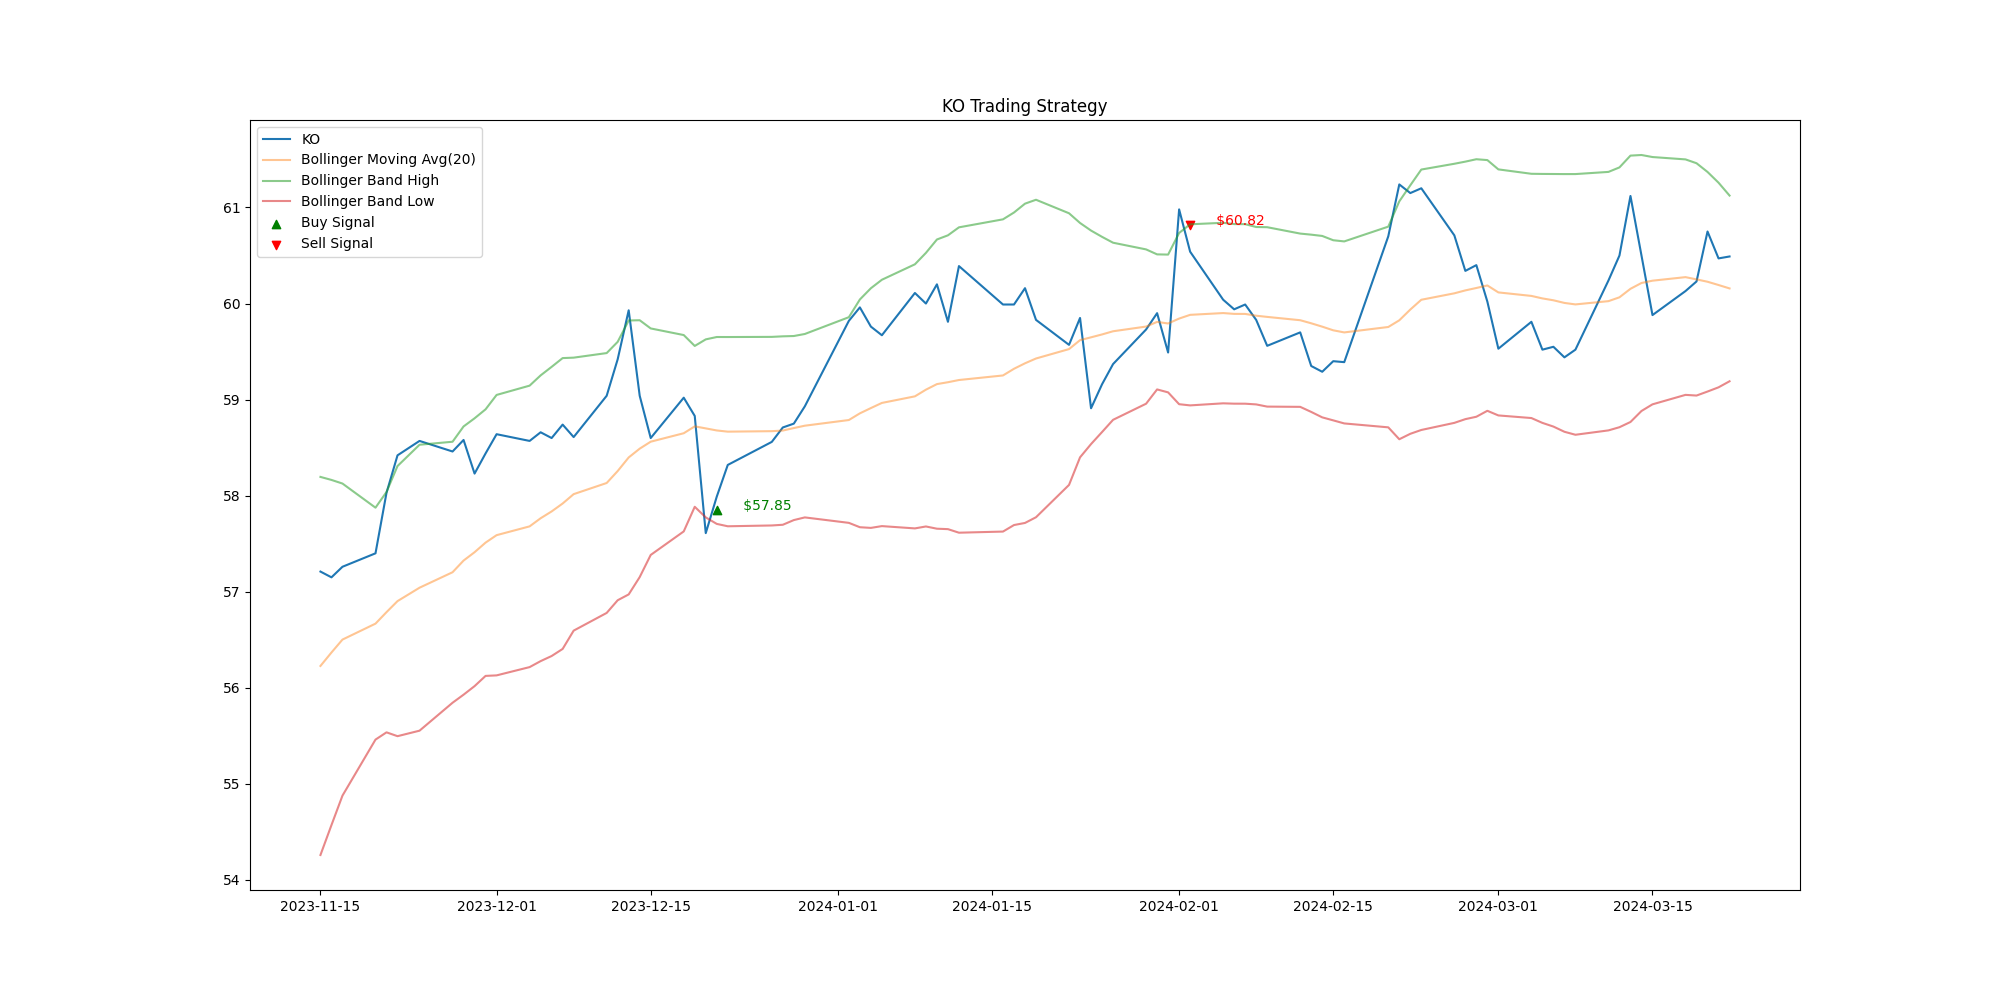 KO Trading Strategy
KO
Bollinger Moving Avg(20)
Bollinger Band High
Bollinger Band Low
Buy Signal
Sell Signal
61
60
59
58
57
56
55
54
$60.82
$57.85
2023-11-15
2023-12-01
2023-12-15
2024-01-01
2024-01-15
2024-02-01
2024-02-15
2024-03-01
2024-03-15